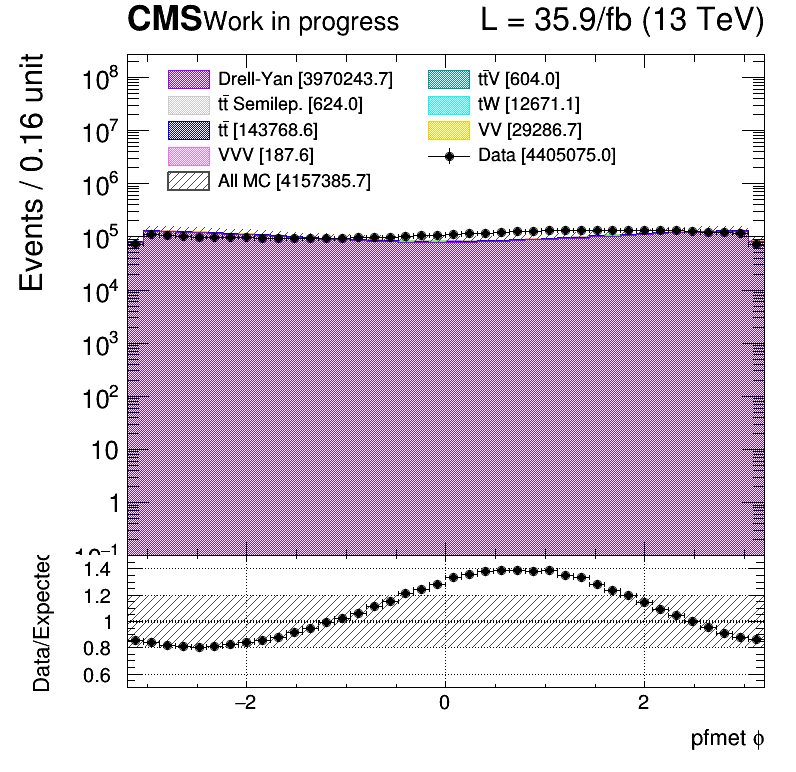 CMS Work in progress L = 35.9/fb (13 TeV)
Events / 0.16 unit
10⁸
10⁷
10⁶
10⁵
10⁴
10³
10²
10
1
Drell-Yan [3970243.7]
tt̄ Semilep. [624.0]
tt̄ [143768.6]
VVV [187.6]
All MC [4157385.7]
tt̄V [604.0]
tW [12671.1]
VV [29286.7]
Data [4405075.0]
Data/Expected
1.4
1.2
1
0.8
0.6
−2 0 2
pfmet ϕ